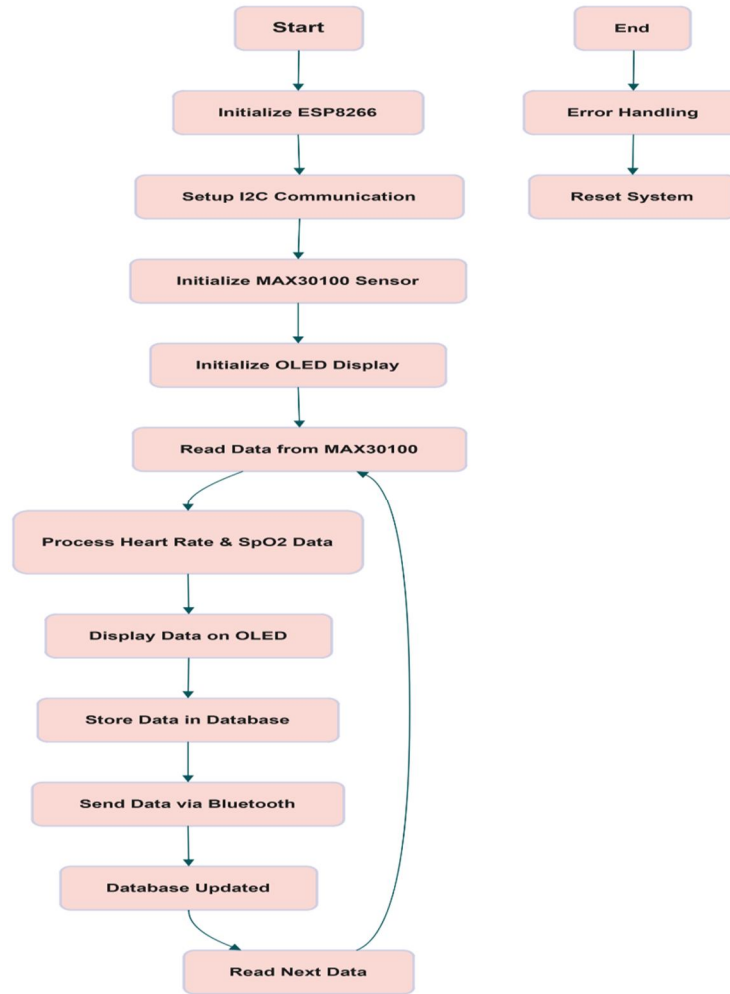 Start
Initialize ESP8266
Setup I2C Communication
Initialize MAX30100 Sensor
Initialize OLED Display
Read Data from MAX30100
Process Heart Rate & SpO2 Data
Display Data on OLED
Store Data in Database
Send Data via Bluetooth
Database Updated
Read Next Data
End
Error Handling
Reset System